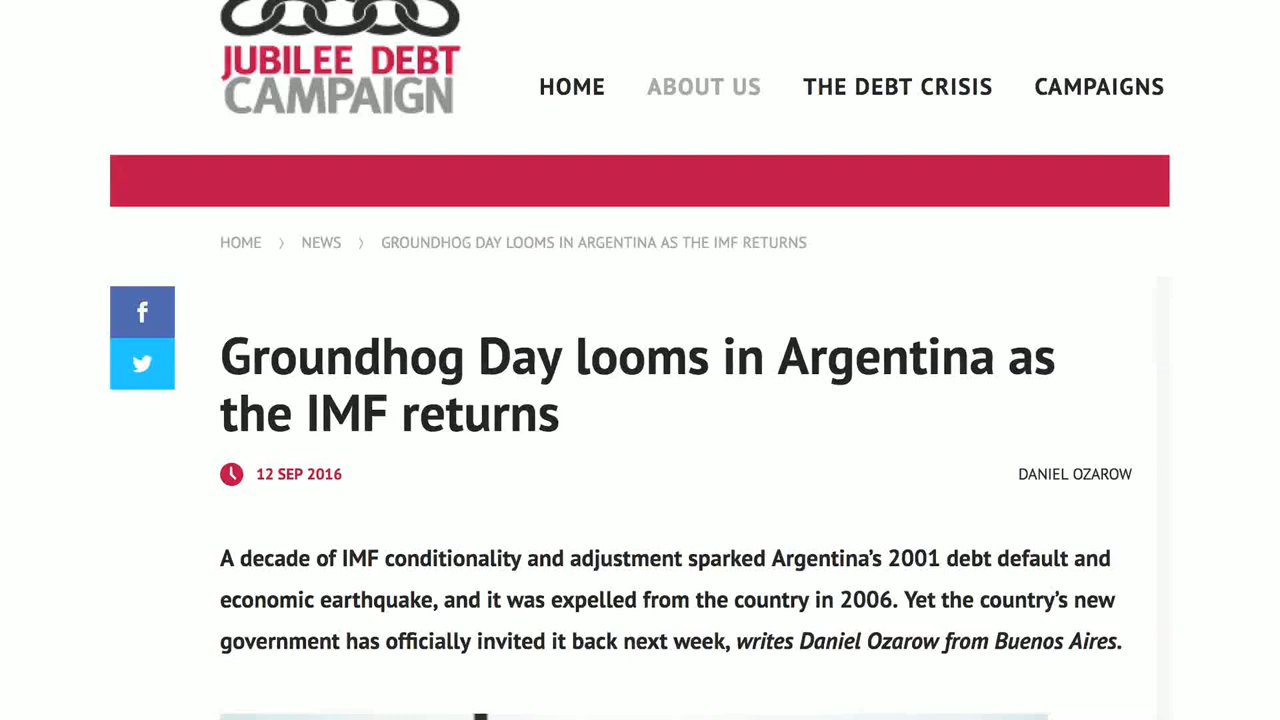 JUBILEE DEBT
CAMPAIGN
HOME ABOUT US THE DEBT CRISIS CAMPAIGNS
HOME 〉 NEWS 〉 GROUNDHOG DAY LOOMS IN ARGENTINA AS THE IMF RETURNS
f
Groundhog Day looms in Argentina as
the IMF returns
12 SEP 2016 DANIEL OZAROW
A decade of IMF conditionality and adjustment sparked Argentina’s 2001 debt default and
economic earthquake, and it was expelled from the country in 2006. Yet the country’s new
government has officially invited it back next week, writes Daniel Ozarow from Buenos Aires.